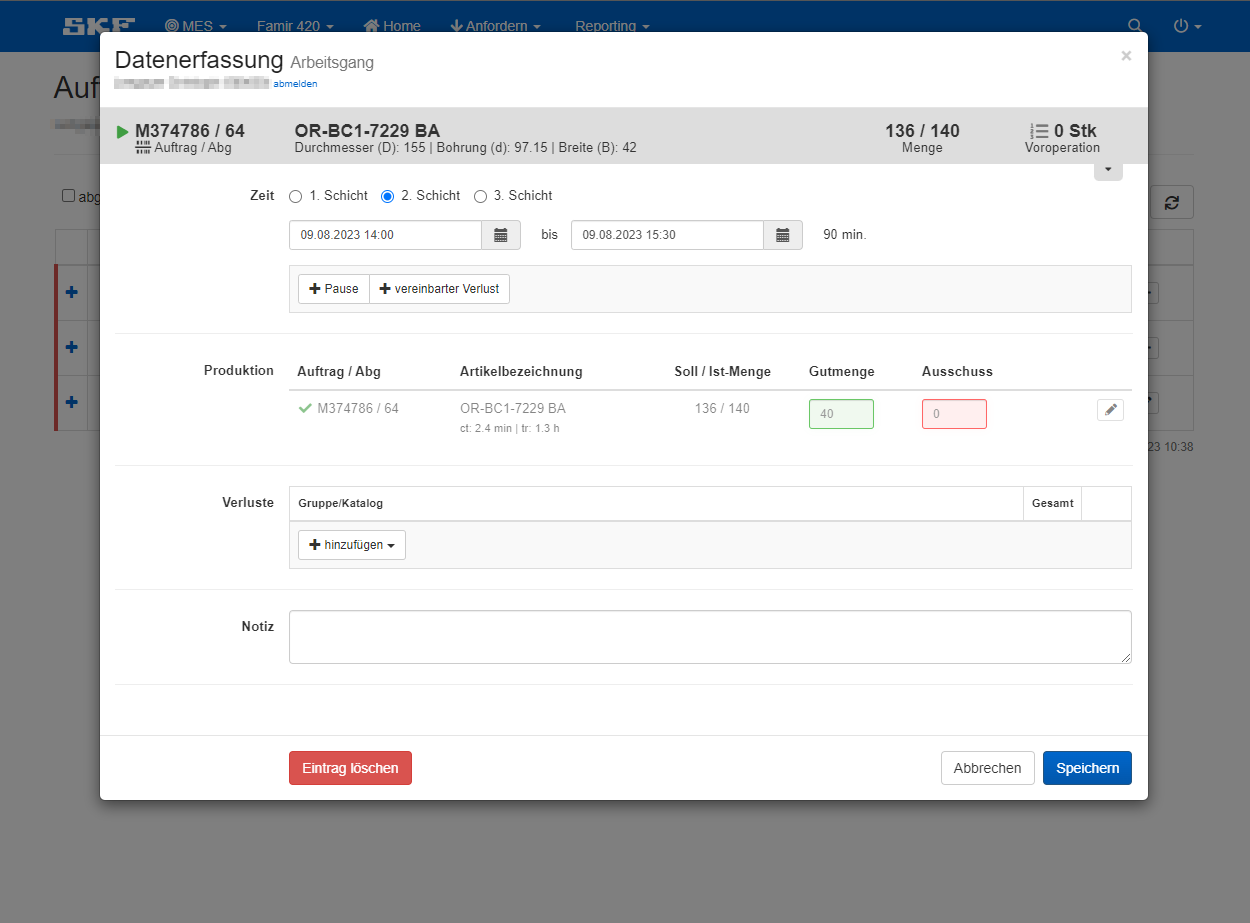 SKF MES Famir 420 Home Anfordern Reporting
Auf
Datenerfassung Arbeitsgang
×
abmelden
M374786 / 64
Auftrag / Abg
OR-BC1-7229 BA
Durchmesser (D): 155 | Bohrung (d): 97.15 | Breite (B): 42
136 / 140
Menge
0 Stk
Voroperation
abg
Zeit 1. Schicht 2. Schicht 3. Schicht
09.08.2023 14:00 bis 09.08.2023 15:30 90 min.
Pause vereinbarter Verlust
Produktion Auftrag / Abg Artikelbezeichnung Soll / Ist-Menge Gutmenge Ausschuss
M374786 / 64 OR-BC1-7229 BA 136 / 140 40 0
ct: 2.4 min | tr: 1.3 h
23 10:38
Verluste Gruppe/Katalog Gesamt
hinzufügen
Notiz
Eintrag löschen Abbrechen Speichern